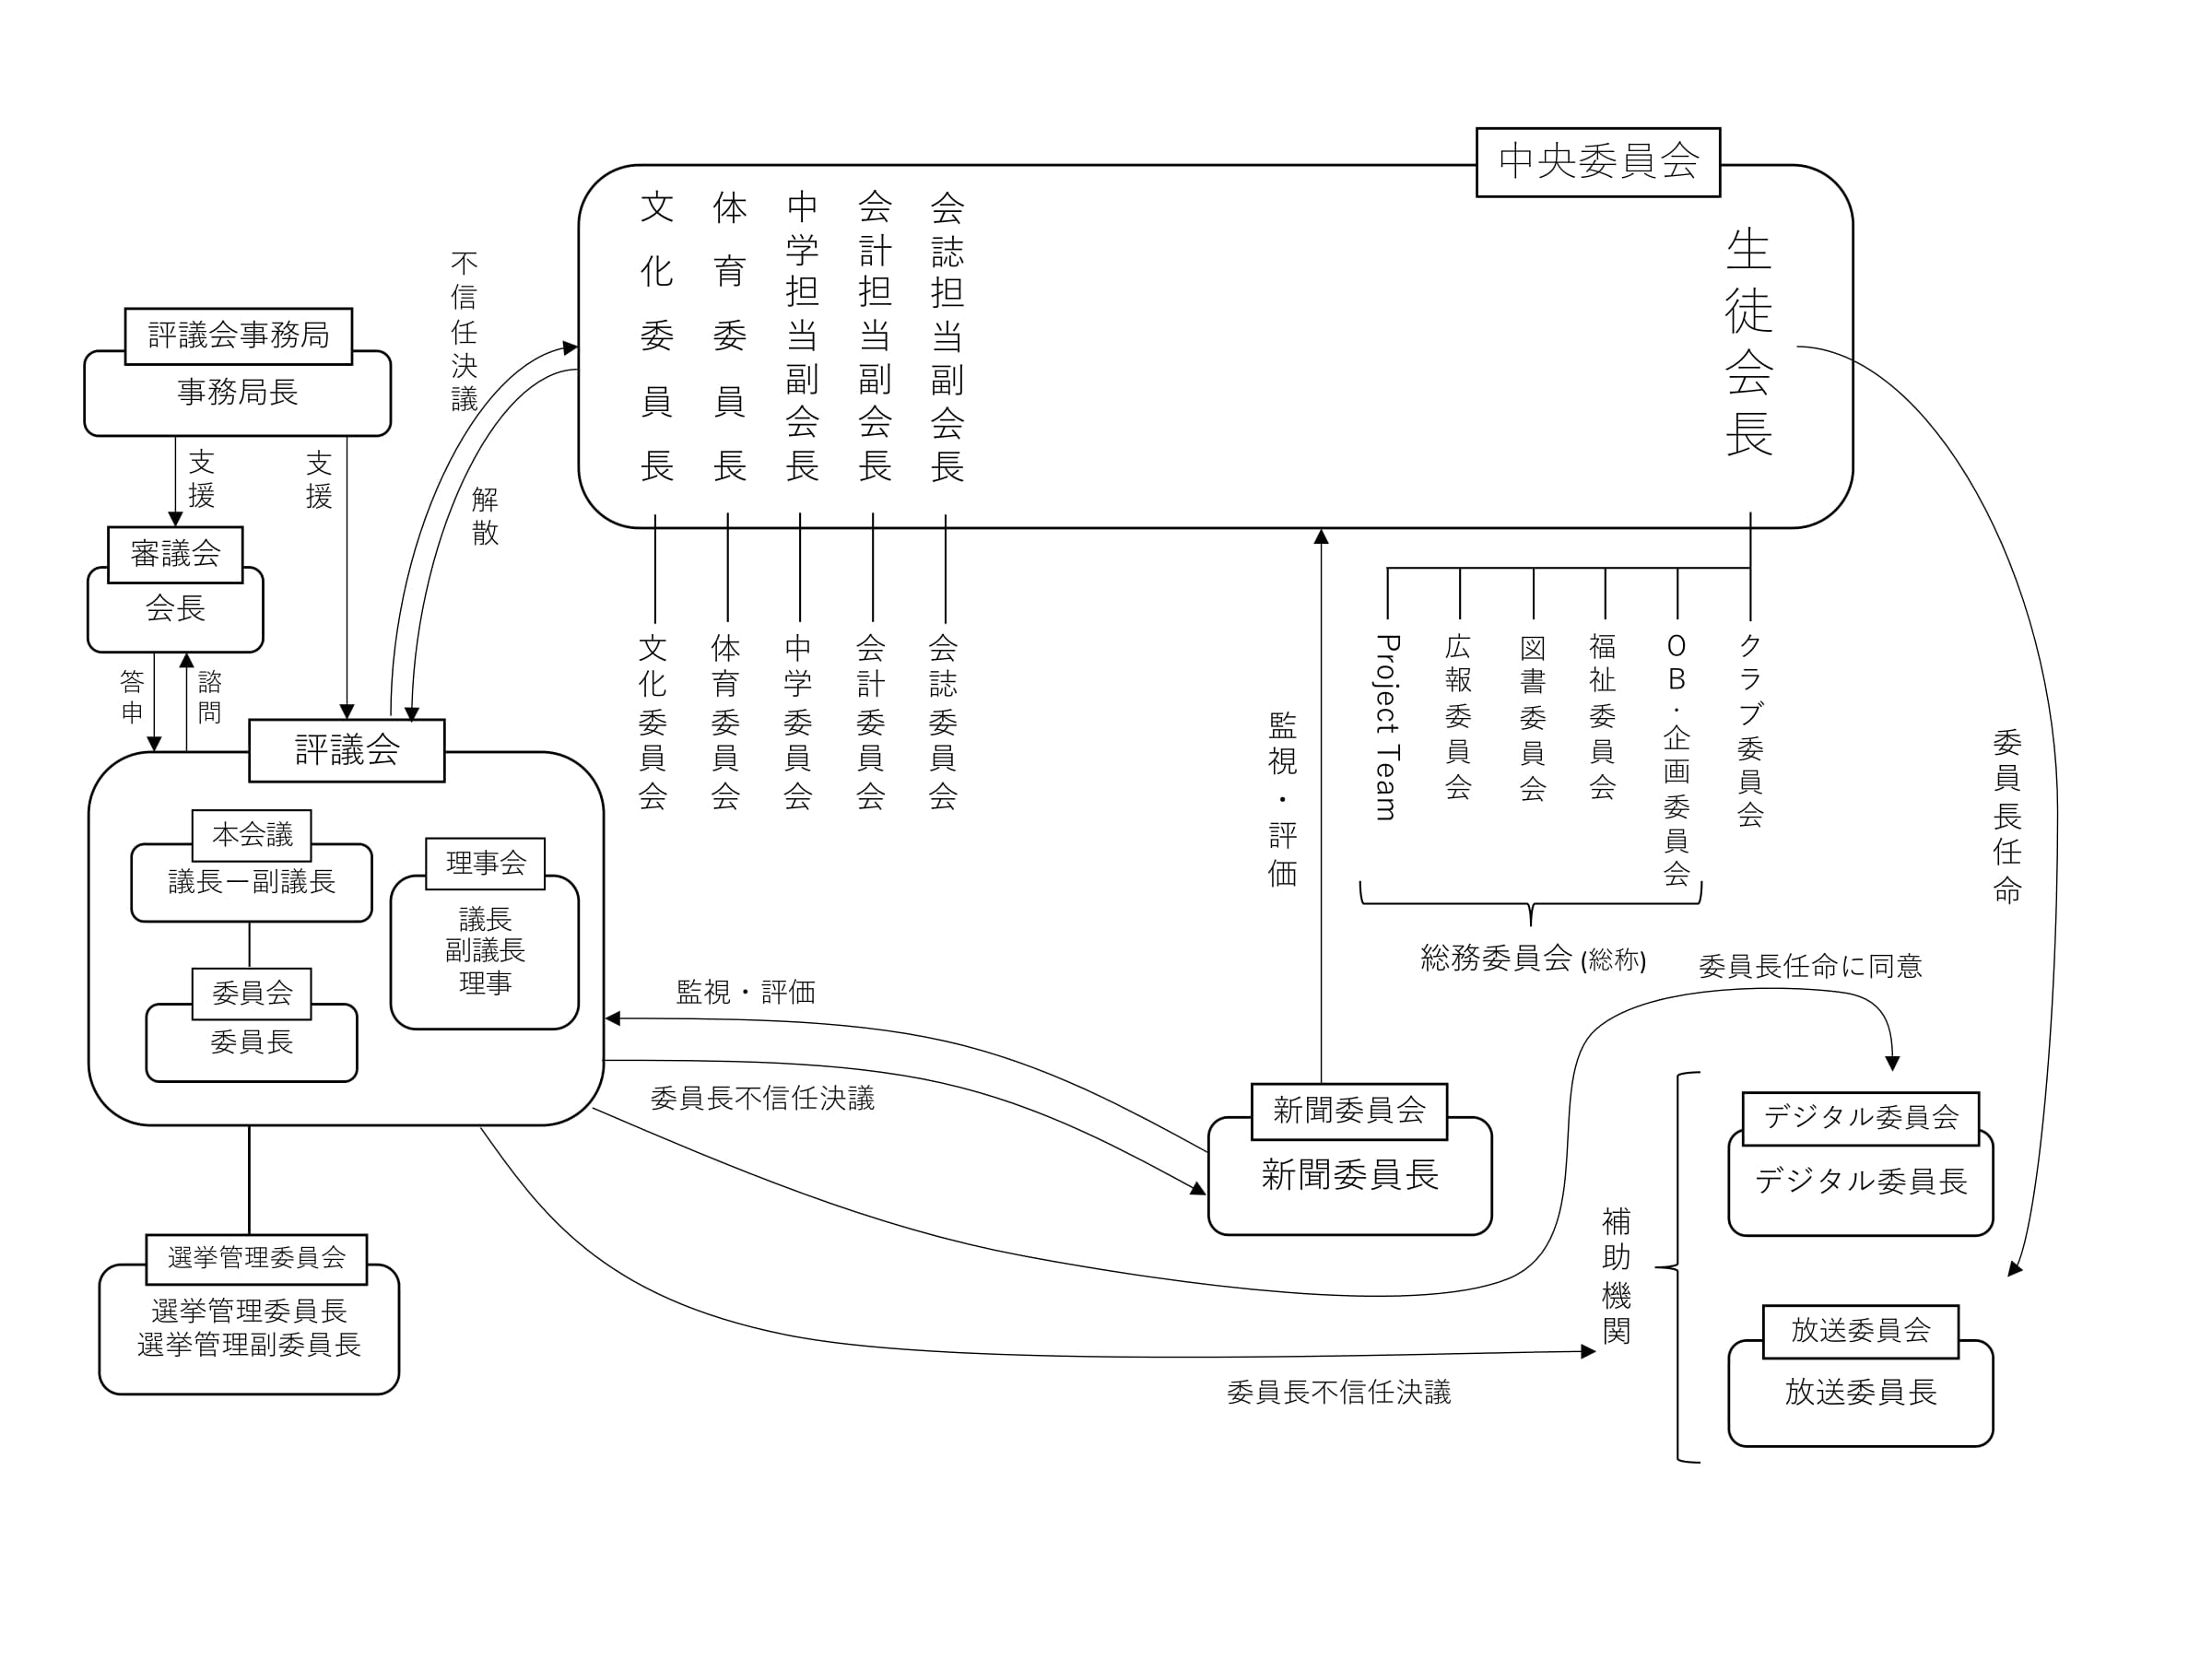 中央委員会
生徒会長
会誌担当副会長
会計担当副会長
中学担当副会長
体育委員長
文化委員長
不信任決議
解散
評議会事務局
事務局長
支援
支援
審議会
会長
答申
諮問
評議会
本会議
議長ー副議長
委員会
委員長
理事会
議長
副議長
理事
選挙管理委員会
選挙管理委員長
選挙管理副委員長
文化委員会
体育委員会
中学委員会
会計委員会
会誌委員会
監視・評価
Project Team
広報委員会
図書委員会
福祉委員会
OB・企画委員会
クラブ委員会
総務委員会 (総称)
委員長任命
委員長任命に同意
監視・評価
委員長不信任決議
新聞委員会
新聞委員長
補助機関
デジタル委員会
デジタル委員長
放送委員会
放送委員長
委員長不信任決議